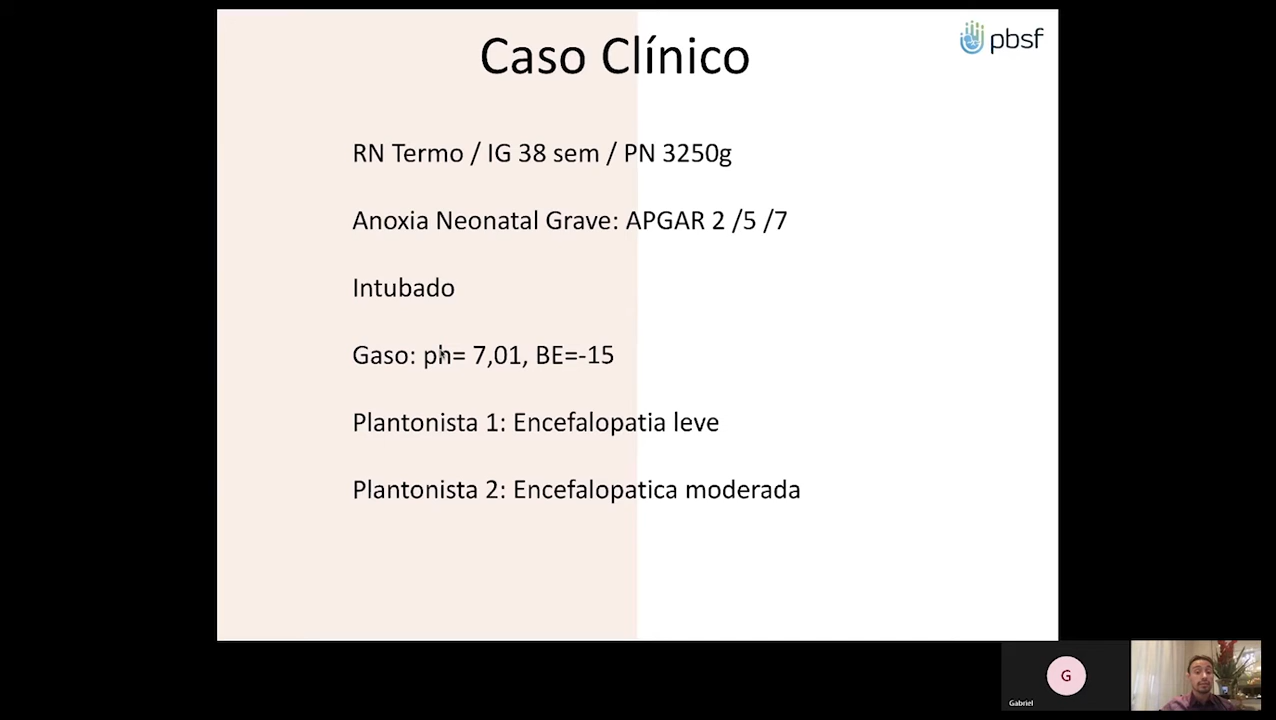 Caso Clínico
pbsf
RN Termo / IG 38 sem / PN 3250g
Anoxia Neonatal Grave: APGAR 2 /5 /7
Intubado
Gaso: ph= 7,01, BE=-15
Plantonista 1: Encefalopatia leve
Plantonista 2: Encefalopatica moderada
G
Gabriel